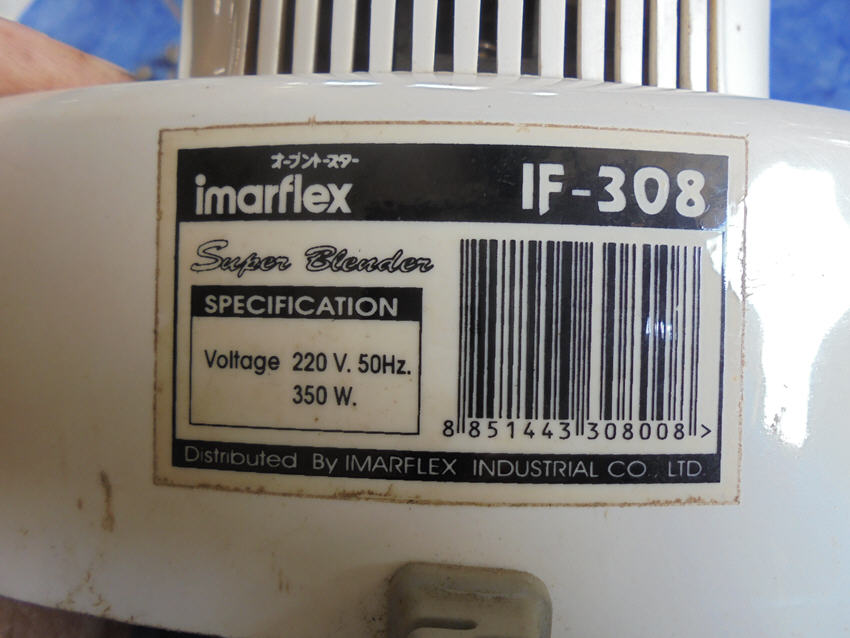 オーブントースター
imarflex IF-308
Super Blender
SPECIFICATION
Voltage 220 V. 50Hz.
350 W.
8 851443 308008 >
Distributed By IMARFLEX INDUSTRIAL CO. LTD.